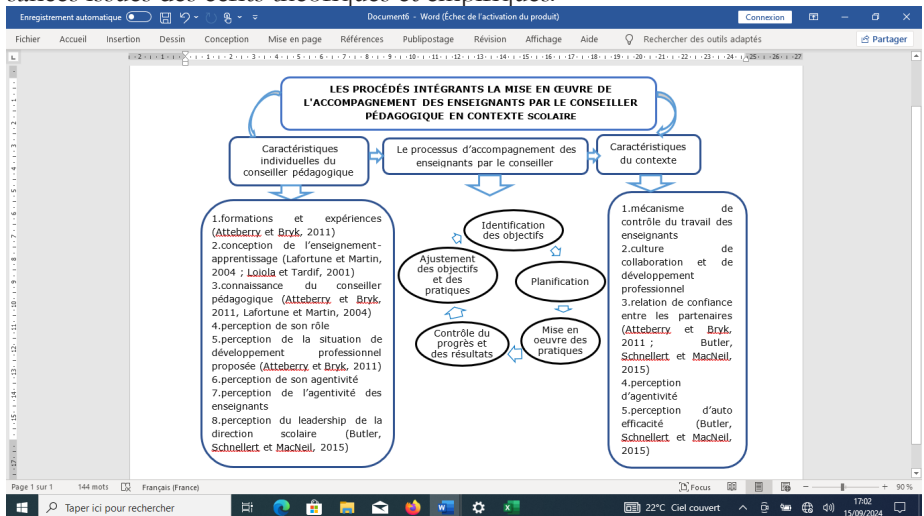 Enregistrement automatique
Document6 - Word (Échec de l'activation du produit)
Connexion
Fichier Accueil Insertion Dessin Conception Mise en page Références Publipostage Révision Affichage Aide Rechercher des outils adaptés Partager
LES PROCÉDÉS INTÉGRANTS LA MISE EN ŒUVRE DE
L'ACCOMPAGNEMENT DES ENSEIGNANTS PAR LE CONSEILLER
PÉDAGOGIQUE EN CONTEXTE SCOLAIRE
Caractéristiques
individuelles du
conseiller pédagogique
Le processus d'accompagnement des
enseignants par le conseiller
Caractéristiques
du contexte
1.formations et expériences
(Atteberry et Bryk, 2011)
2.conception de l'enseignement-
apprentissage (Lafortune et Martin,
2004 ; Loiola et Tardif, 2001)
3.connaissance du conseiller
pédagogique (Atteberry et Bryk,
2011, Lafortune et Martin, 2004)
4.perception de son rôle
5.perception de la situation de
développement professionnel
proposée (Atteberry et Bryk, 2011)
6.perception de son agentivité
7.perception de l'agentivité des
enseignants
8.perception du leadership de la
direction scolaire (Butler,
Schnellert et MacNeil, 2015)
Identification
des objectifs
Planification
Mise en
oeuvre des
pratiques
Contrôle du
progrès et
des résultats
Ajustement
des objectifs
et des
pratiques
1.mécanisme de
contrôle du travail des
enseignants
2.culture de
collaboration et de
développement
professionnel
3.relation de confiance
entre les partenaires
(Atteberry et Bryk,
2011 ; Butler,
Schnellert et MacNeil,
2015)
4.perception
d'agentivité
5.perception d'auto
efficacité (Butler,
Schnellert et MacNeil,
2015)
Page 1 sur 1 144 mots Français (France) Focus 90 %
Taper ici pour rechercher
22°C Ciel couvert
17:02
15/09/2024